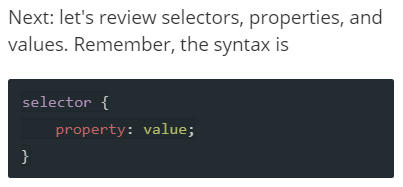 Next: let's review selectors, properties, and
values. Remember, the syntax is
selector {
    property: value;
}